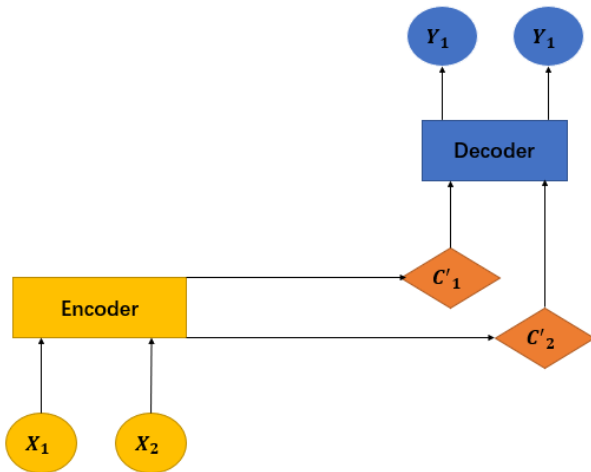 Y₁ Y₁
Decoder
C'₁
Encoder
C'₂
X₁ X₂